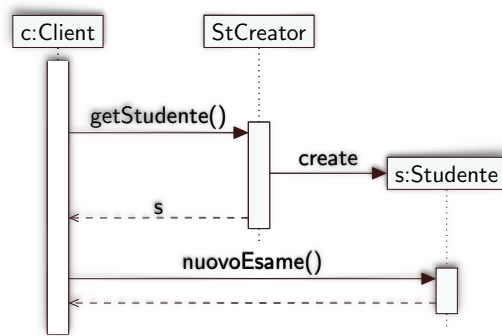 c:Client
StCreator
getStudente()
create
s:Studente
s
nuovoEsame()